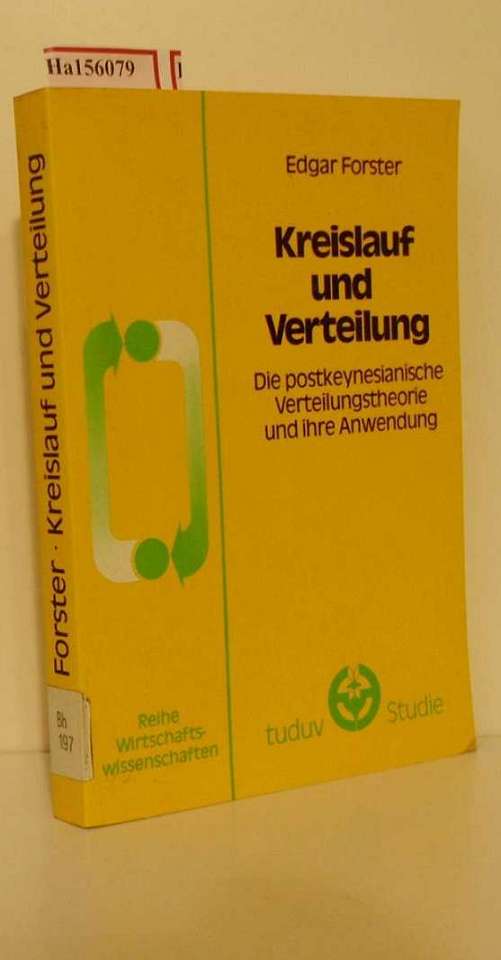 Ha156079
Forster · Kreislauf und Verteilung
Bh
197
Edgar Forster
Kreislauf
und
Verteilung
Die postkeynesianische
Verteilungstheorie
und ihre Anwendung
Reihe
Wirtschafts-
wissenschaften
tuduv Studie